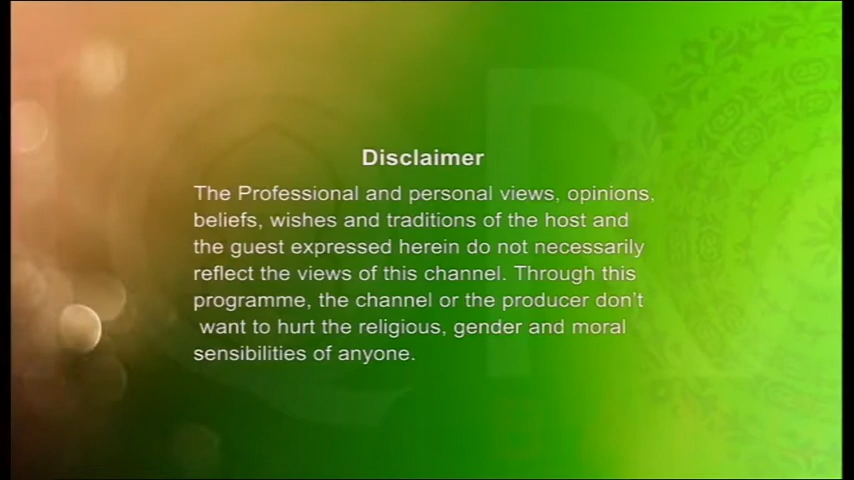 Disclaimer
The Professional and personal views, opinions,
beliefs, wishes and traditions of the host and
the guest expressed herein do not necessarily
reflect the views of this channel. Through this
programme, the channel or the producer don't
want to hurt the religious, gender and moral
sensibilities of anyone.